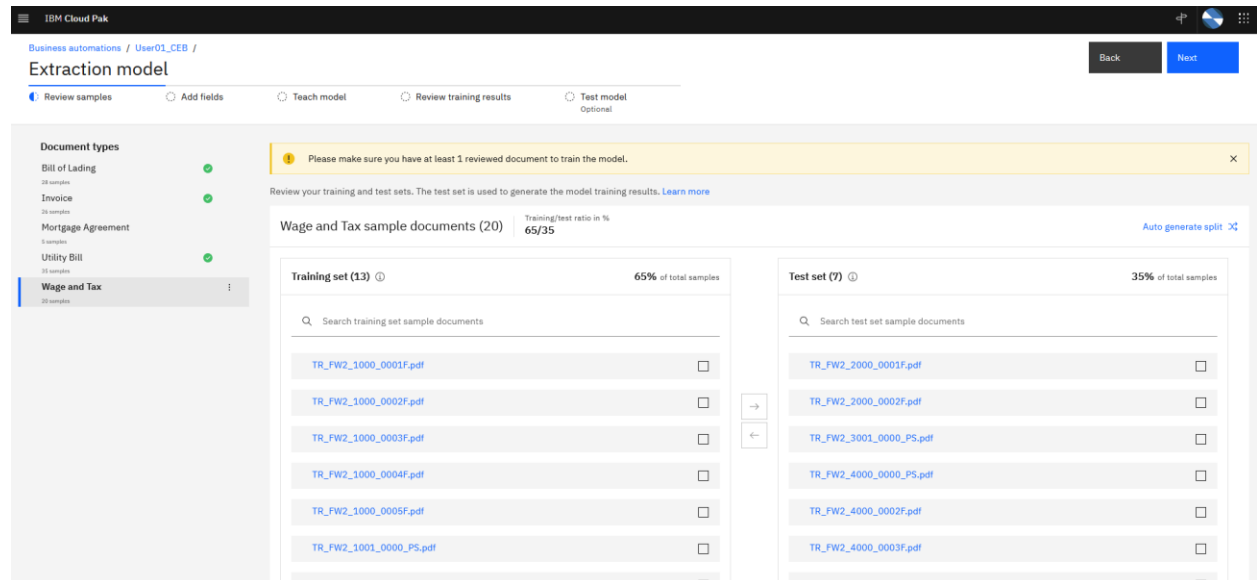 IBM Cloud Pak
Business automations / User01_CEB /
Extraction model
Back
Next
Review samples
Add fields
Teach model
Review training results
Test model
Optional
Document types
Bill of Lading
28 samples
Invoice
26 samples
Mortgage Agreement
5 samples
Utility Bill
35 samples
Wage and Tax
20 samples
Please make sure you have at least 1 reviewed document to train the model.
Review your training and test sets. The test set is used to generate the model training results. Learn more
Wage and Tax sample documents (20)
Training/test ratio in %
65/35
Auto generate split
Training set (13)
65% of total samples
Search training set sample documents
TR_FW2_1000_0001F.pdf
TR_FW2_1000_0002F.pdf
TR_FW2_1000_0003F.pdf
TR_FW2_1000_0004F.pdf
TR_FW2_1000_0005F.pdf
TR_FW2_1001_0000_PS.pdf
Test set (7)
35% of total samples
Search test set sample documents
TR_FW2_2000_0001F.pdf
TR_FW2_2000_0002F.pdf
TR_FW2_3001_0000_PS.pdf
TR_FW2_4000_0000_PS.pdf
TR_FW2_4000_0002F.pdf
TR_FW2_4000_0003F.pdf